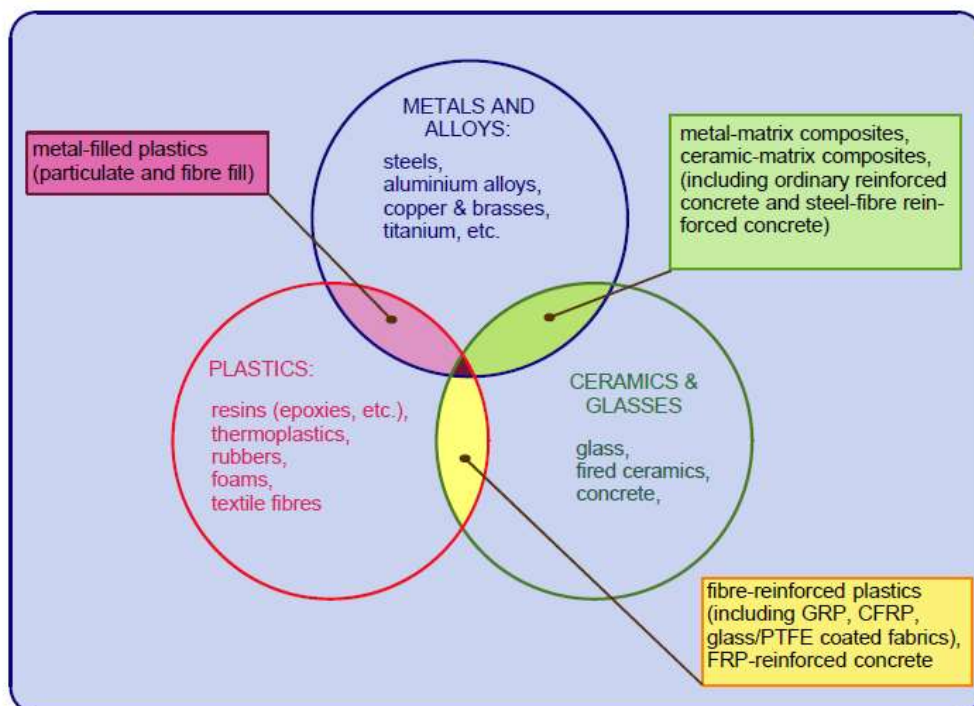 METALS AND
ALLOYS:
steels,
aluminium alloys,
copper & brasses,
titanium, etc.
metal-filled plastics
(particulate and fibre fill)
metal-matrix composites,
ceramic-matrix composites,
(including ordinary reinforced
concrete and steel-fibre rein-
forced concrete)
PLASTICS:
resins (epoxies, etc.),
thermoplastics,
rubbers,
foams,
textile fibres
CERAMICS &
GLASSES
glass,
fired ceramics,
concrete,
fibre-reinforced plastics
(including GRP, CFRP,
glass/PTFE coated fabrics),
FRP-reinforced concrete